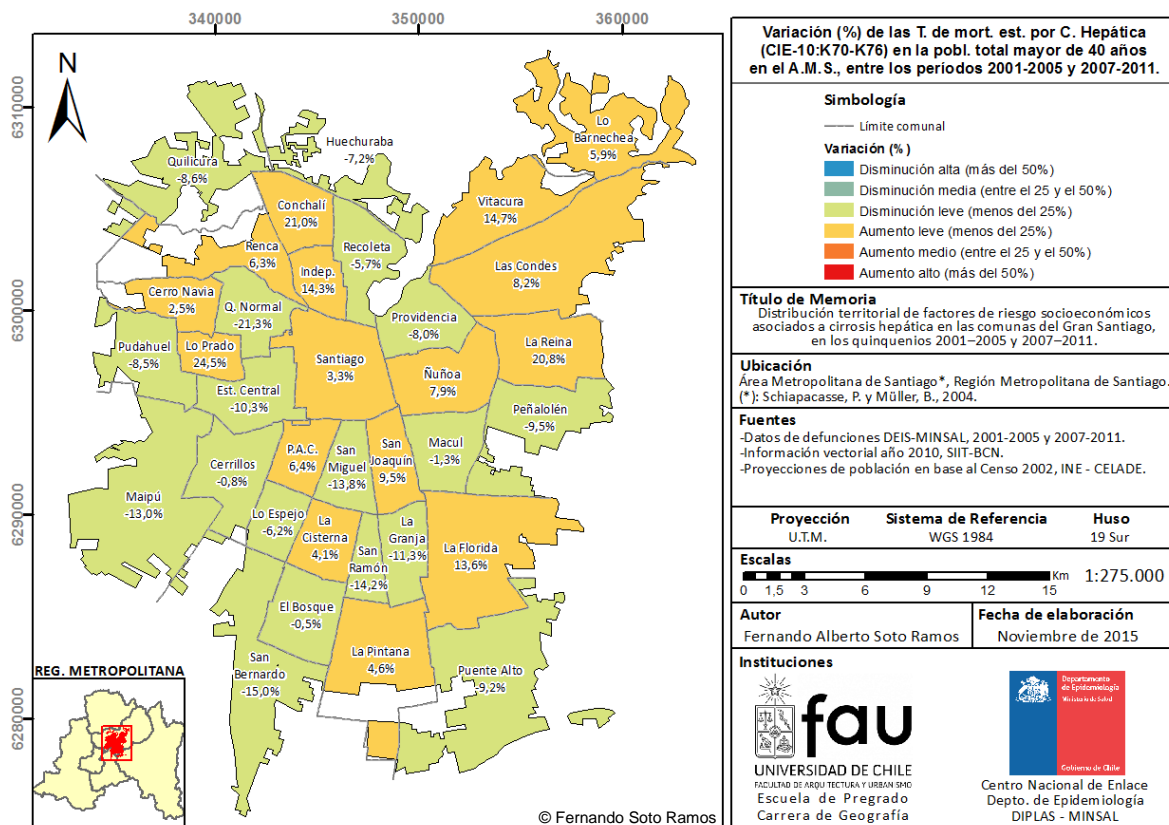 340000
350000
360000
6310000
6300000
6290000
6280000
N
Lo
Barnechea
5,9%
Huechuraba
-7,2%
Quilicura
-8,6%
Vitacura
14,7%
Conchalí
21,0%
Renca
6,3%
Recoleta
-5,7%
Indep.
14,3%
Las Condes
8,2%
Cerro Navia
2,5%
Q. Normal
-21,3%
Providencia
-8,0%
La Reina
20,8%
Pudahuel
-8,5%
Lo Prado
24,5%
Santiago
3,3%
Ñuñoa
7,9%
Est. Central
-10,3%
Peñalolén
-9,5%
P.A.C.
6,4%
San
Miguel
-13,8%
San
Joaquín
9,5%
Macul
-1,3%
Cerrillos
-0,8%
Maipú
-13,0%
Lo Espejo
-6,2%
La
Cisterna
4,1%
La
Granja
-11,3%
San
Ramón
-14,2%
La Florida
13,6%
El Bosque
-0,5%
San
Bernardo
-15,0%
La Pintana
4,6%
Puente Alto
-9,2%
REG. METROPOLITANA
© Fernando Soto Ramos
Variación (%) de las T. de mort. est. por C. Hepática
(CIE-10:K70-K76) en la pobl. total mayor de 40 años
en el A.M.S., entre los períodos 2001-2005 y 2007-2011.
Simbología
Límite comunal
Variación (%)
Disminución alta (más del 50%)
Disminución media (entre el 25 y el 50%)
Disminución leve (menos del 25%)
Aumento leve (menos del 25%)
Aumento medio (entre el 25 y el 50%)
Aumento alto (más del 50%)
Título de Memoria
Distribución territorial de factores de riesgo socioeconómicos
asociados a cirrosis hepática en las comunas del Gran Santiago,
en los quinquenios 2001–2005 y 2007–2011.
Ubicación
Área Metropolitana de Santiago*, Región Metropolitana de Santiago.
(*): Schiapacasse, P. y Müller, B., 2004.
Fuentes
-Datos de defunciones DEIS-MINSAL, 2001-2005 y 2007-2011.
-Información vectorial año 2010, SIIT-BCN.
-Proyecciones de población en base al Censo 2002, INE - CELADE.
Proyección Sistema de Referencia Huso
U.T.M. WGS 1984 19 Sur
Escalas
Km 1:275.000
0 1,5 3 6 9 12 15
Autor
Fernando Alberto Soto Ramos
Fecha de elaboración
Noviembre de 2015
Instituciones
fau
UNIVERSIDAD DE CHILE
FACULTAD DE ARQUITECTURA Y URBANISMO
Escuela de Pregrado
Carrera de Geografía
Departamento
de Epidemiología
Ministerio de Salud
Gobierno de Chile
Centro Nacional de Enlace
Depto. de Epidemiología
DIPLAS - MINSAL